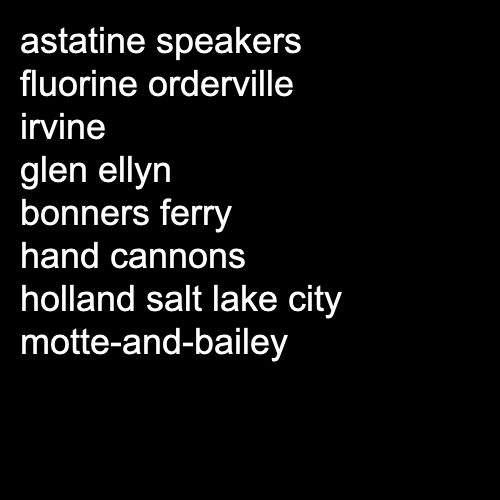 astatine speakers
fluorine orderville
irvine
glen ellyn
bonners ferry
hand cannons
holland salt lake city
motte-and-bailey